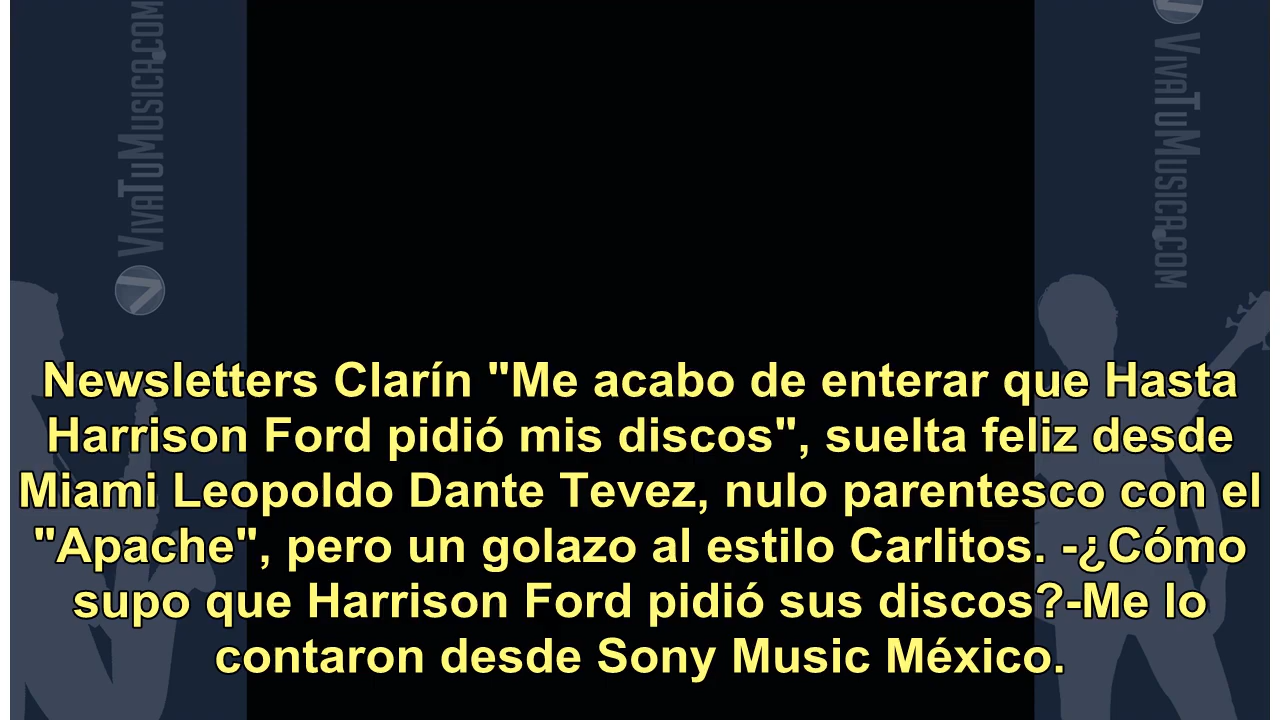 VIVATUMUSICA.COM
VIVATUMUSICA.COM
Newsletters Clarín "Me acabo de enterar que Hasta
Harrison Ford pidió mis discos", suelta feliz desde
Miami Leopoldo Dante Tevez, nulo parentesco con el
"Apache", pero un golazo al estilo Carlitos. -¿Cómo
supo que Harrison Ford pidió sus discos?-Me lo
contaron desde Sony Music México.